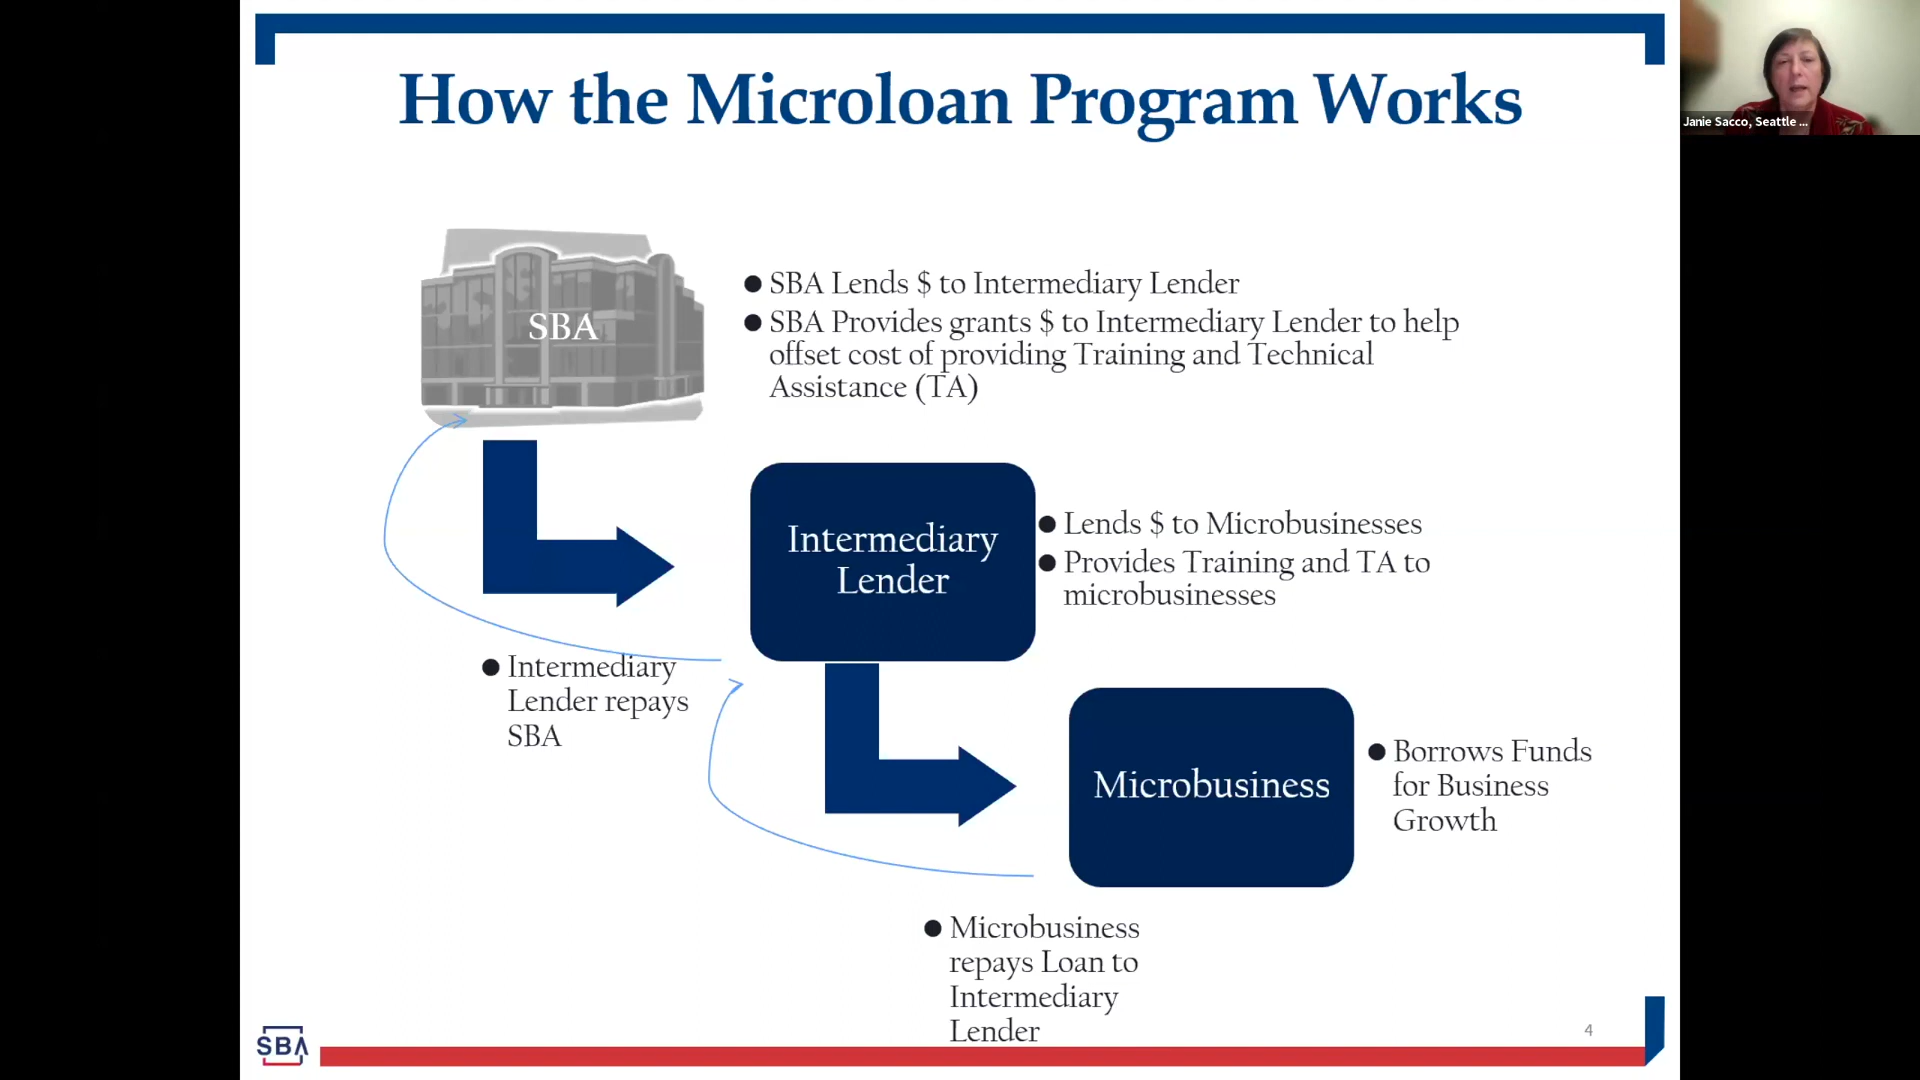 How the Microloan Program Works
Janie Sacco, Seattle ...
SBA
● SBA Lends $ to Intermediary Lender
● SBA Provides grants $ to Intermediary Lender to help
offset cost of providing Training and Technical
Assistance (TA)
Intermediary
Lender
● Lends $ to Microbusinesses
● Provides Training and TA to
microbusinesses
● Intermediary
Lender repays
SBA
Microbusiness
● Borrows Funds
for Business
Growth
● Microbusiness
repays Loan to
Intermediary
Lender
4
SBA